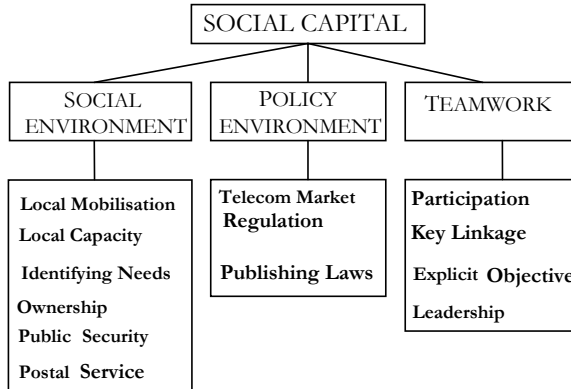 SOCIAL CAPITAL
SOCIAL
ENVIRONMENT
POLICY
ENVIRONMENT
TEAMWORK
Local Mobilisation
Local Capacity
Identifying Needs
Ownership
Public Security
Postal Service
Telecom Market
Regulation
Publishing Laws
Participation
Key Linkage
Explicit Objective
Leadership